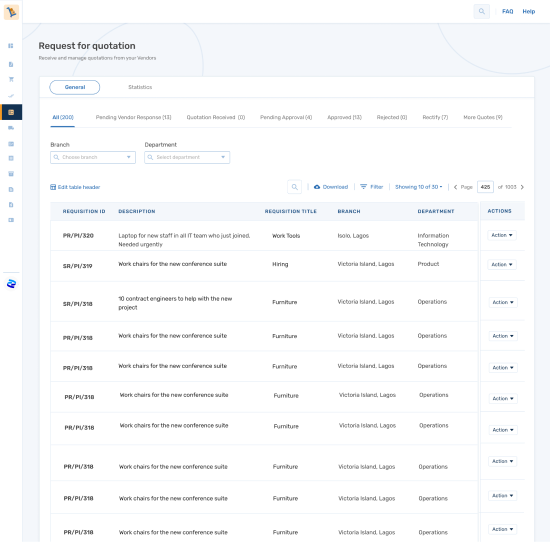 FAQ Help
Request for quotation
Receive and manage quotations from your Vendors
General Statistics
All (200) Pending Vendor Response (13) Quotation Received (0) Pending Approval (4) Approved (13) Rejected (0) Rectify (7) More Quotes (9)
Branch Department
Choose branch Select department
Edit table header Download Filter Showing 10 of 30 Page 425 of 1003
REQUISITION ID DESCRIPTION REQUISITION TITLE BRANCH DEPARTMENT ACTIONS
PR/PI/320 Laptop for new staff in all IT team who just joined. Work Tools Isolo, Lagos Information Action
Needed urgently Technology
SR/PI/319 Work chairs for the new conference suite Hiring Victoria Island, Lagos Product Action
SR/PI/318 10 contract engineers to help with the new Furniture Victoria Island, Lagos Operations Action
project
PR/PI/318 Work chairs for the new conference suite Furniture Victoria Island, Lagos Operations Action
PR/PI/318 Work chairs for the new conference suite Furniture Victoria Island, Lagos Operations Action
PR/PI/318 Work chairs for the new conference suite Furniture Victoria Island, Lagos Operations Action
PR/PI/318 Work chairs for the new conference suite Furniture Victoria Island, Lagos Operations Action
PR/PI/318 Work chairs for the new conference suite Furniture Victoria Island, Lagos Operations Action
PR/PI/318 Work chairs for the new conference suite Furniture Victoria Island, Lagos Operations Action
PR/PI/318 Work chairs for the new conference suite Furniture Victoria Island, Lagos Operations Action